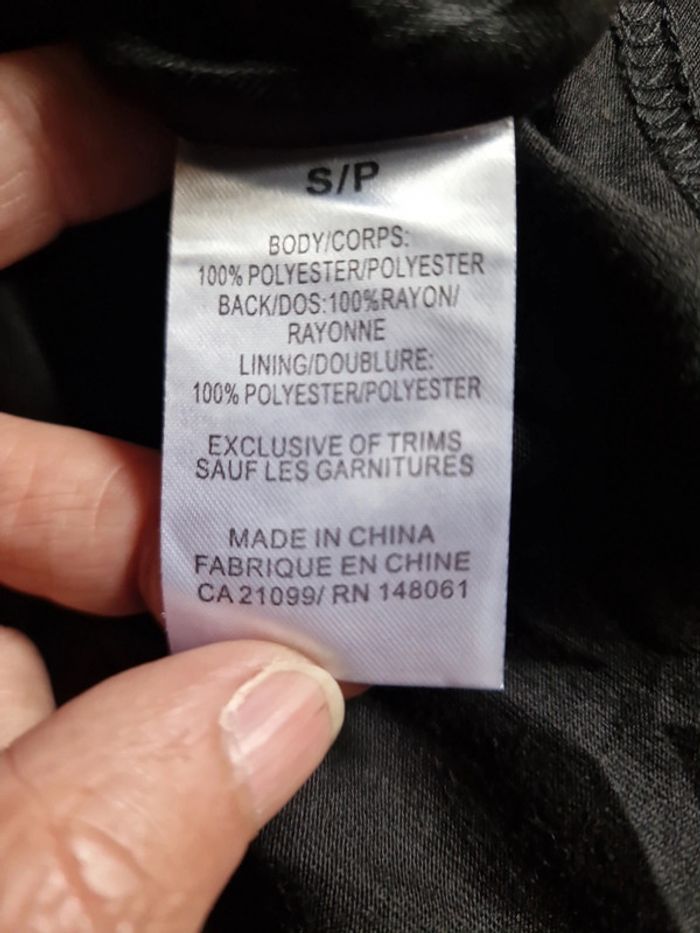 S/P
BODY/CORPS:
100% POLYESTER/POLYESTER
BACK/DOS:100%RAYON/
RAYONNE
LINING/DOUBLURE:
100% POLYESTER/POLYESTER
EXCLUSIVE OF TRIMS
SAUF LES GARNITURES
MADE IN CHINA
FABRIQUE EN CHINE
CA 21099/ RN 148061